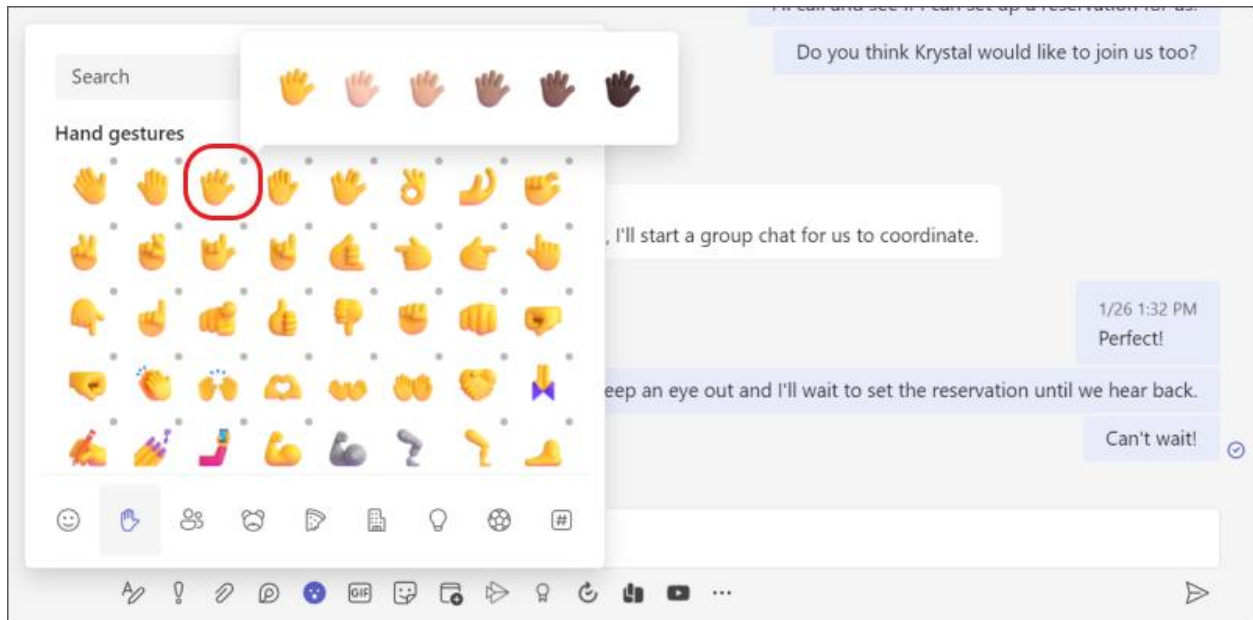 Do you think Krystal would like to join us too?
Search
Hand gestures
, I'll start a group chat for us to coordinate.
1/26 1:32 PM
Perfect!
eep an eye out and I'll wait to set the reservation until we hear back.
Can't wait!
GIF